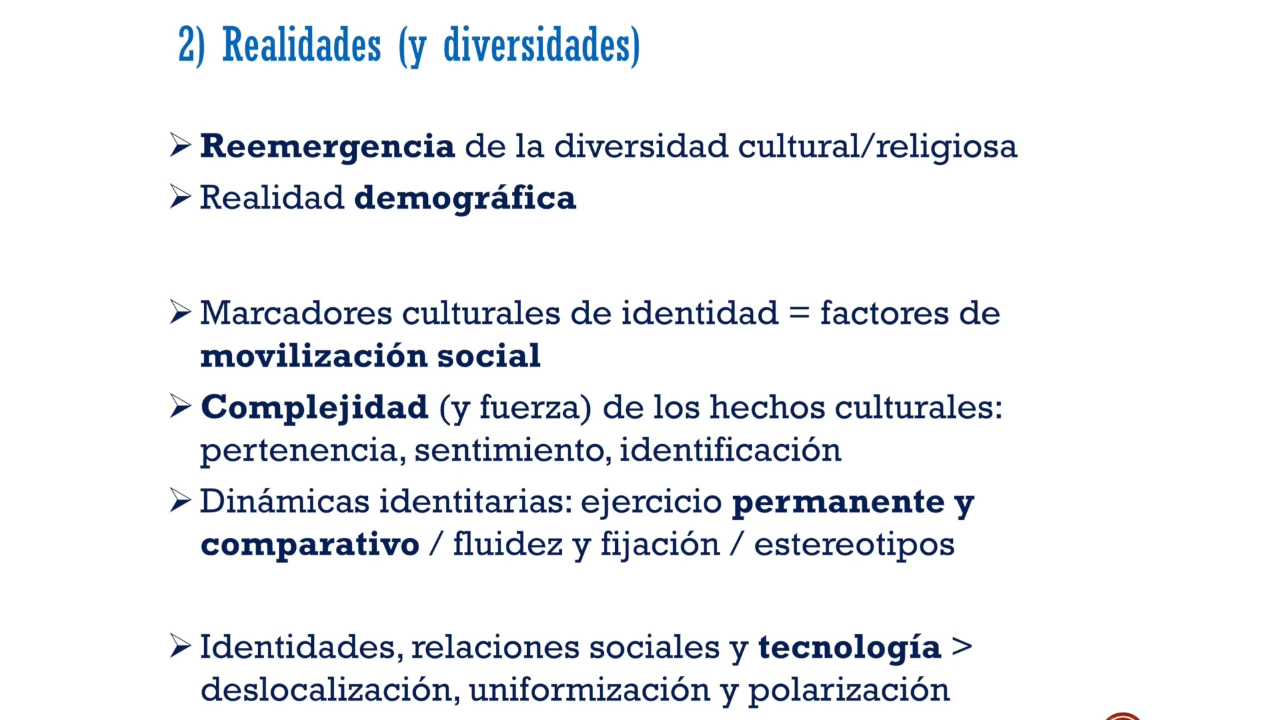 2) Realidades (y diversidades)
➢ Reemergencia de la diversidad cultural/religiosa
➢ Realidad demográfica
➢ Marcadores culturales de identidad = factores de
movilización social
➢ Complejidad (y fuerza) de los hechos culturales:
pertenencia, sentimiento, identificación
➢ Dinámicas identitarias: ejercicio permanente y
comparativo / fluidez y fijación / estereotipos
➢ Identidades, relaciones sociales y tecnología >
deslocalización, uniformización y polarización